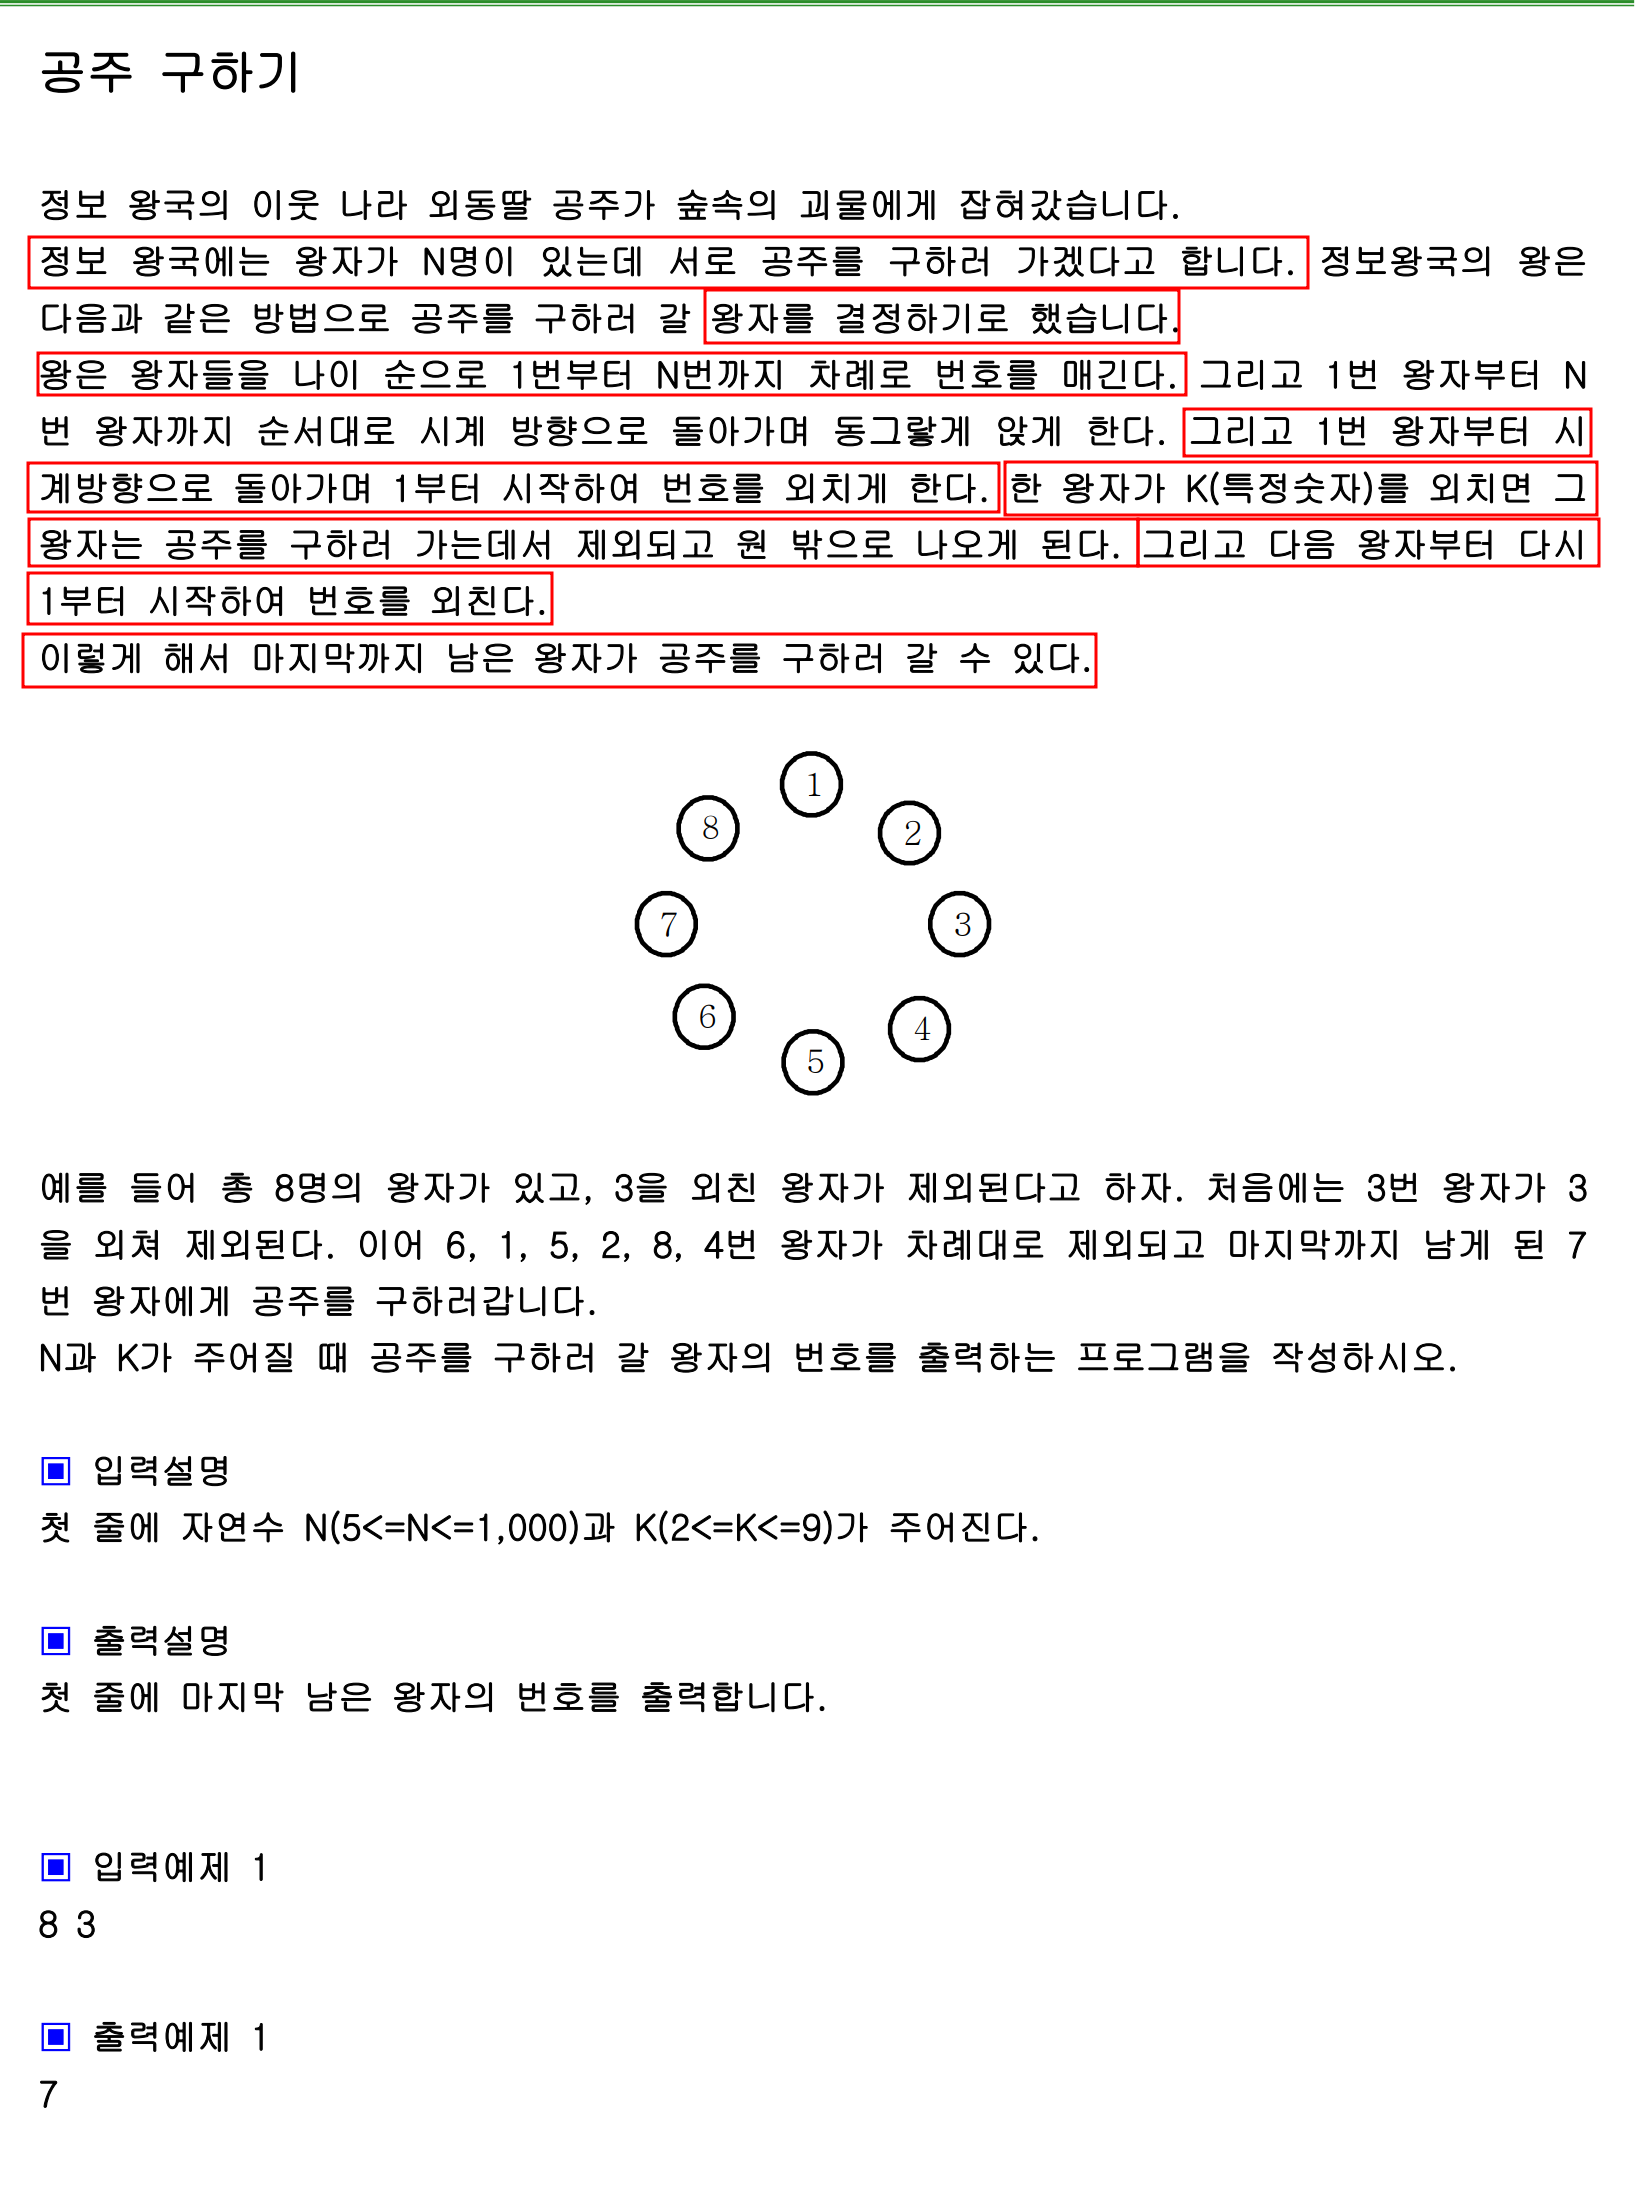 공주 구하기
정보 왕국의 이웃 나라 외동딸 공주가 숲속의 괴물에게 잡혀갔습니다.
정보 왕국에는 왕자가 N명이 있는데 서로 공주를 구하러 가겠다고 합니다. 정보왕국의 왕은
다음과 같은 방법으로 공주를 구하러 갈 왕자를 결정하기로 했습니다.
왕은 왕자들을 나이 순으로 1번부터 N번까지 차례로 번호를 매긴다. 그리고 1번 왕자부터 N
번 왕자까지 순서대로 시계 방향으로 돌아가며 동그랗게 앉게 한다. 그리고 1번 왕자부터 시
계방향으로 돌아가며 1부터 시작하여 번호를 외치게 한다. 한 왕자가 K(특정숫자)를 외치면 그
왕자는 공주를 구하러 가는데서 제외되고 원 밖으로 나오게 된다. 그리고 다음 왕자부터 다시
1부터 시작하여 번호를 외친다.
이렇게 해서 마지막까지 남은 왕자가 공주를 구하러 갈 수 있다.
1
8
2
7
3
6
4
5
예를 들어 총 8명의 왕자가 있고, 3을 외친 왕자가 제외된다고 하자. 처음에는 3번 왕자가 3
을 외쳐 제외된다. 이어 6, 1, 5, 2, 8, 4번 왕자가 차례대로 제외되고 마지막까지 남게 된 7
번 왕자에게 공주를 구하러갑니다.
N과 K가 주어질 때 공주를 구하러 갈 왕자의 번호를 출력하는 프로그램을 작성하시오.
▣ 입력설명
첫 줄에 자연수 N(5<=N<=1,000)과 K(2<=K<=9)가 주어진다.
▣ 출력설명
첫 줄에 마지막 남은 왕자의 번호를 출력합니다.
▣ 입력예제 1
8 3
▣ 출력예제 1
7